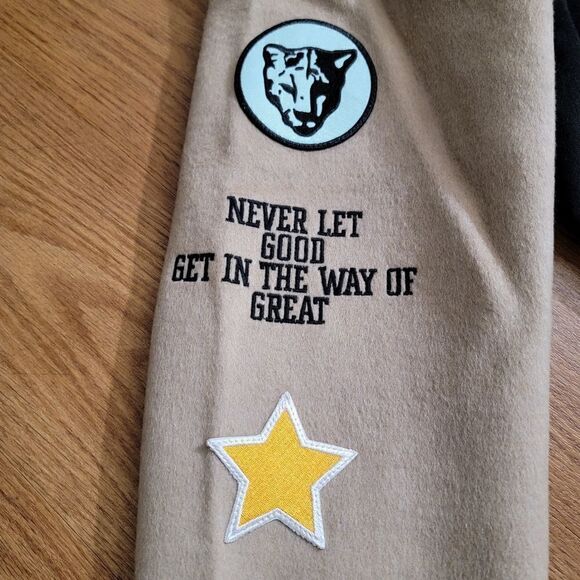 NEVER LET
GOOD
GET IN THE WAY OF
GREAT